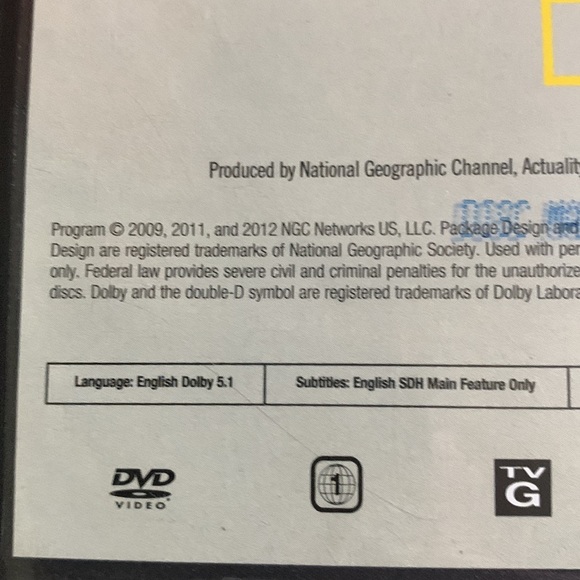 Produced by National Geographic Channel, Actuality
Program © 2009, 2011, and 2012 NGC Networks US, LLC. Package Design and
Design are registered trademarks of National Geographic Society. Used with per
only. Federal law provides severe civil and criminal penalties for the unauthorize
discs. Dolby and the double-D symbol are registered trademarks of Dolby Labora
Language: English Dolby 5.1
Subtitles: English SDH Main Feature Only
DVD
VIDEO
1
TV
G